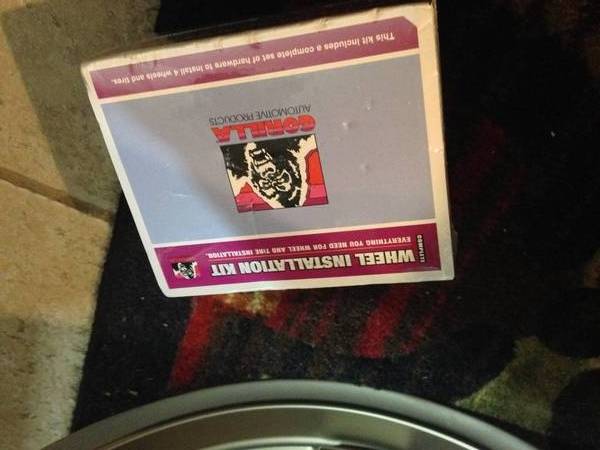 COMPLETE
WHEEL INSTALLATION KIT
EVERYTHING YOU NEED FOR WHEEL AND TIRE INSTALLATION.
GORILLA
AUTOMOTIVE PRODUCTS
This kit includes a complete set of hardware to install 4 wheels and tires.